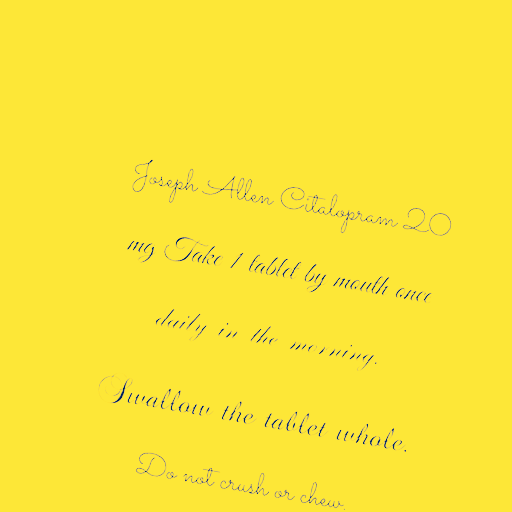 Joseph Allen Citalopram 20
mg Take 1 tablet by mouth once
daily in the morning.
Swallow the tablet whole.
Do not crush or chew.